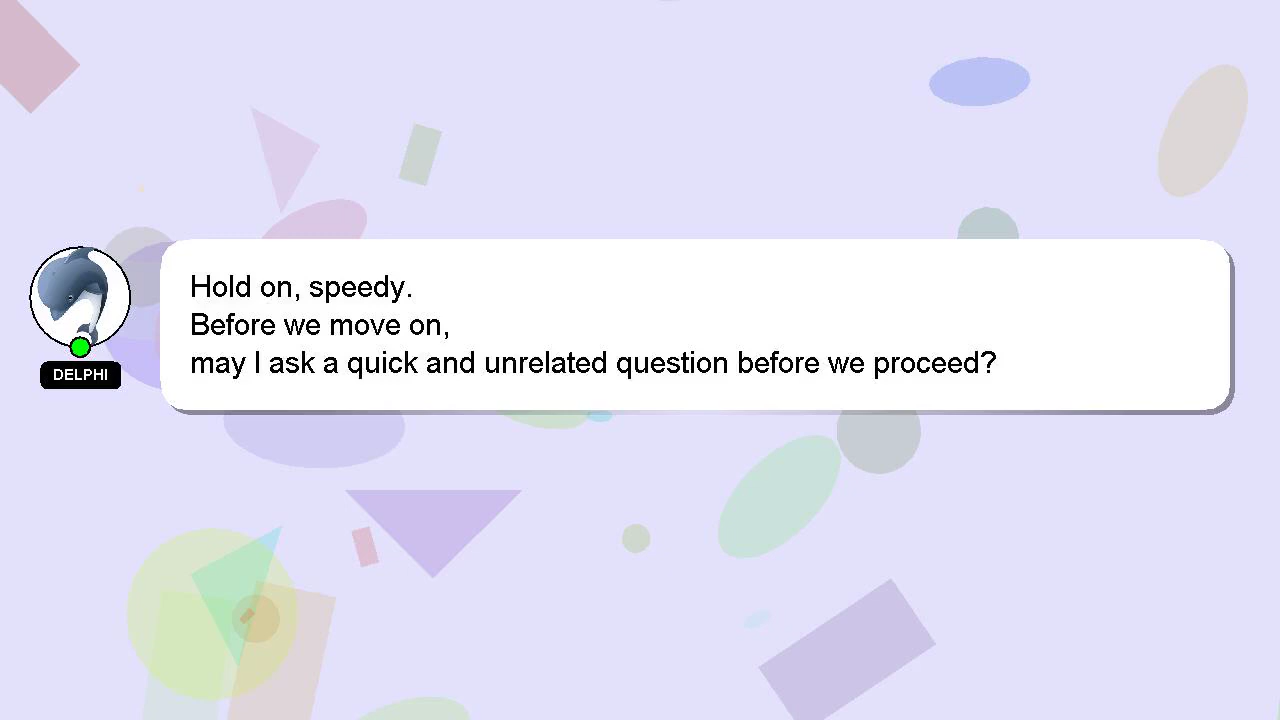 Hold on, speedy.
Before we move on,
may I ask a quick and unrelated question before we proceed?
DELPHI